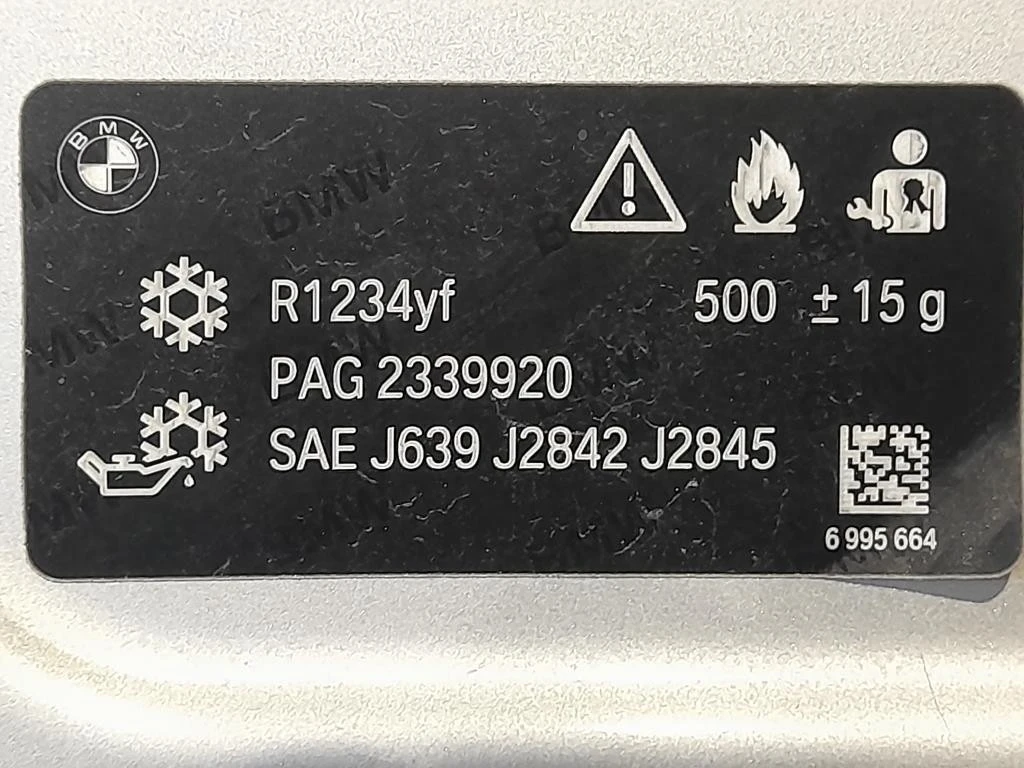 BMW
R1234yf 500 ± 15 g
PAG 2339920
SAE J639 J2842 J2845
6 995 664